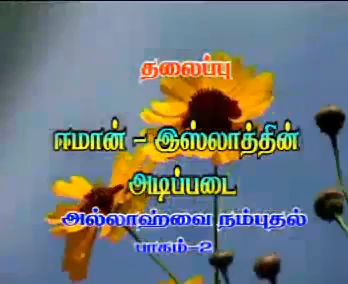 தலைப்பு
ஈமான் - இஸ்லாத்தின்
அடிப்படை
அல்லாஹ்வை நம்புதல்
பாகம்-2